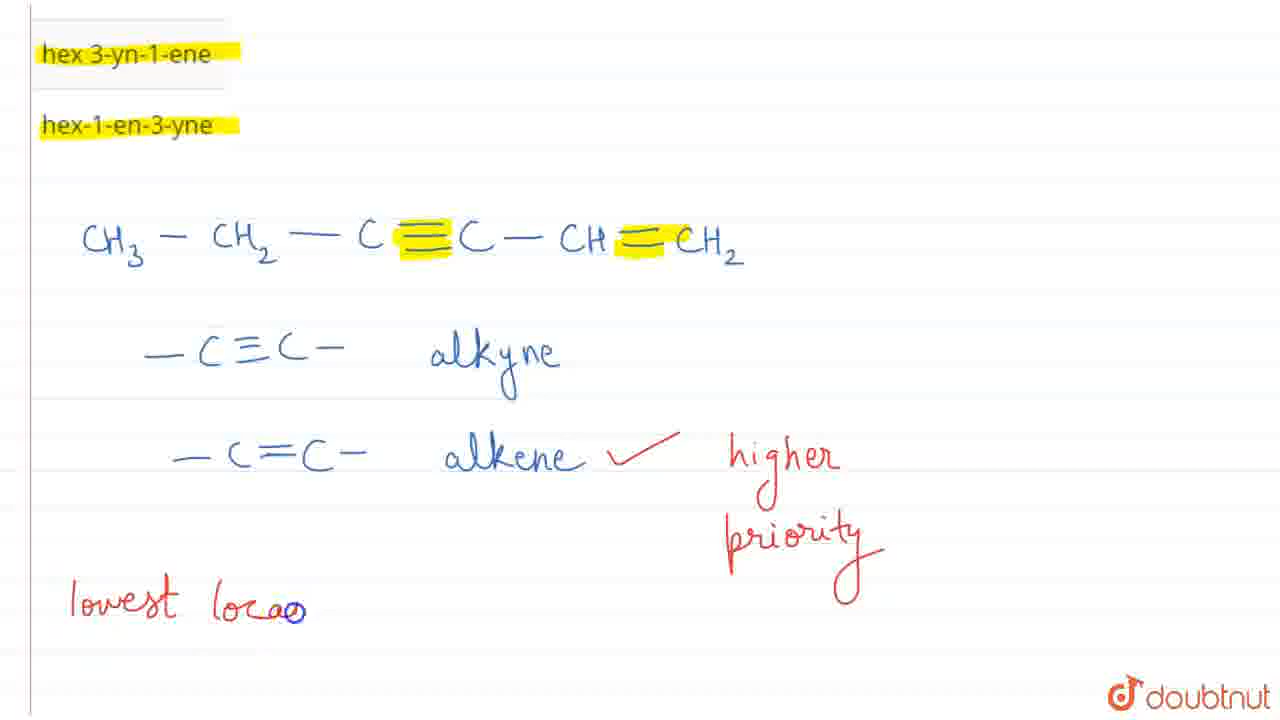 hex 3-yn-1-ene
hex-1-en-3-yne
CH₃ — CH₂ — C ≡ C — CH = CH₂
— C ≡ C — alkyne
— C = C — alkene ✓ higher
priority
lowest loca
doubtnut